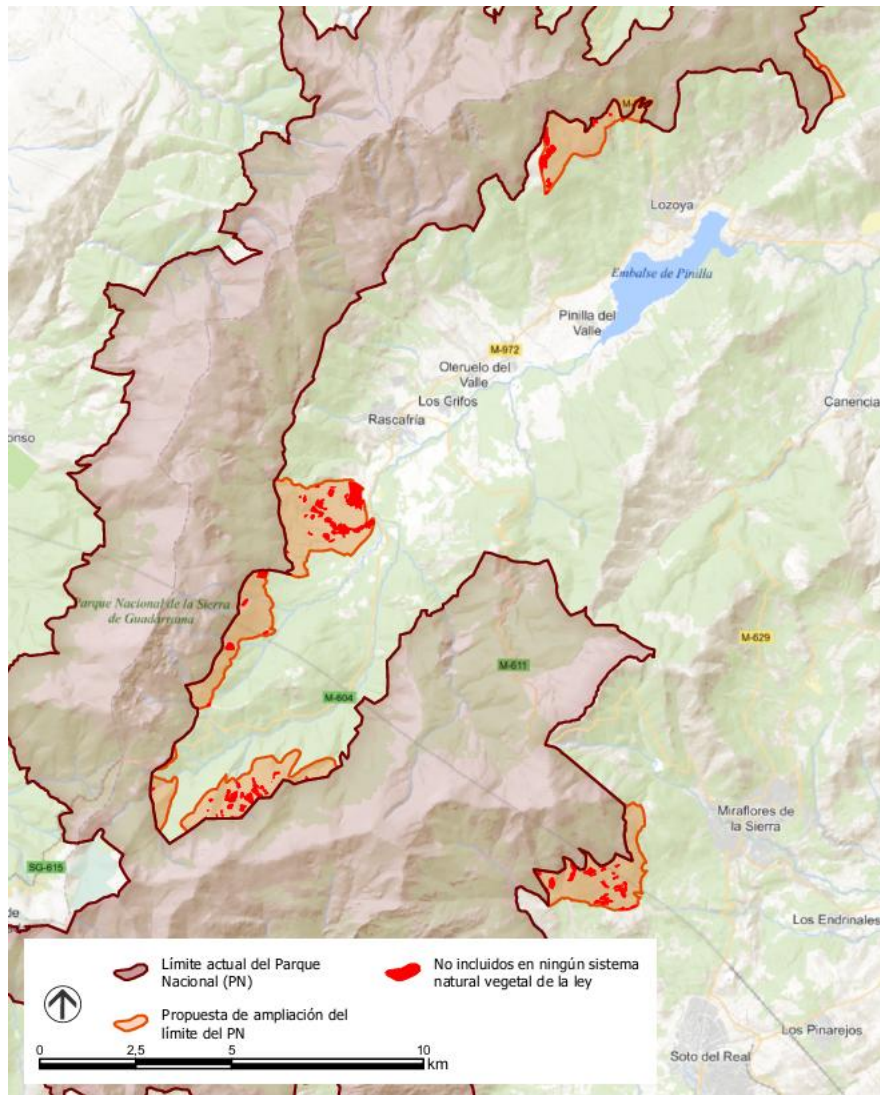 M-
Lozoya
Embalse de Pinilla
Pinilla del
Valle
M-972
Oteruelo del
Valle
Los Grifos
Canencia
Rascafría
onso
Parque Nacional de la Sierra
de Guadarrama
M-629
M-611
M-604
Miraflores de
la Sierra
SG-615
de
Los Endrinales
Límite actual del Parque
Nacional (PN)
No incluidos en ningún sistema
natural vegetal de la ley
Propuesta de ampliación del
límite del PN
0 2,5 5 10
km
Los Pinarejos
Soto del Real